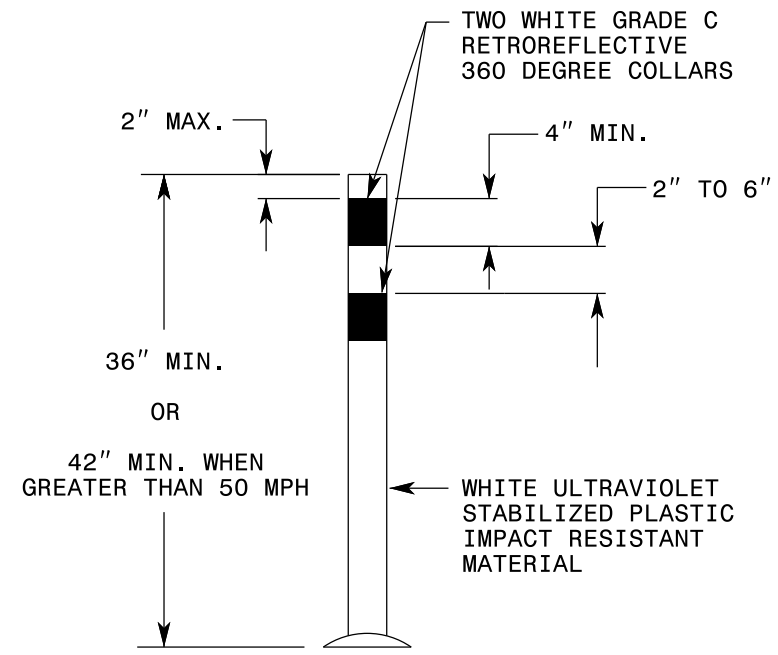 TWO WHITE GRADE C
RETROREFLECTIVE
360 DEGREE COLLARS
2" MAX.
4" MIN.
2" TO 6"
36" MIN.
OR
42" MIN. WHEN
GREATER THAN 50 MPH
WHITE ULTRAVIOLET
STABILIZED PLASTIC
IMPACT RESISTANT
MATERIAL